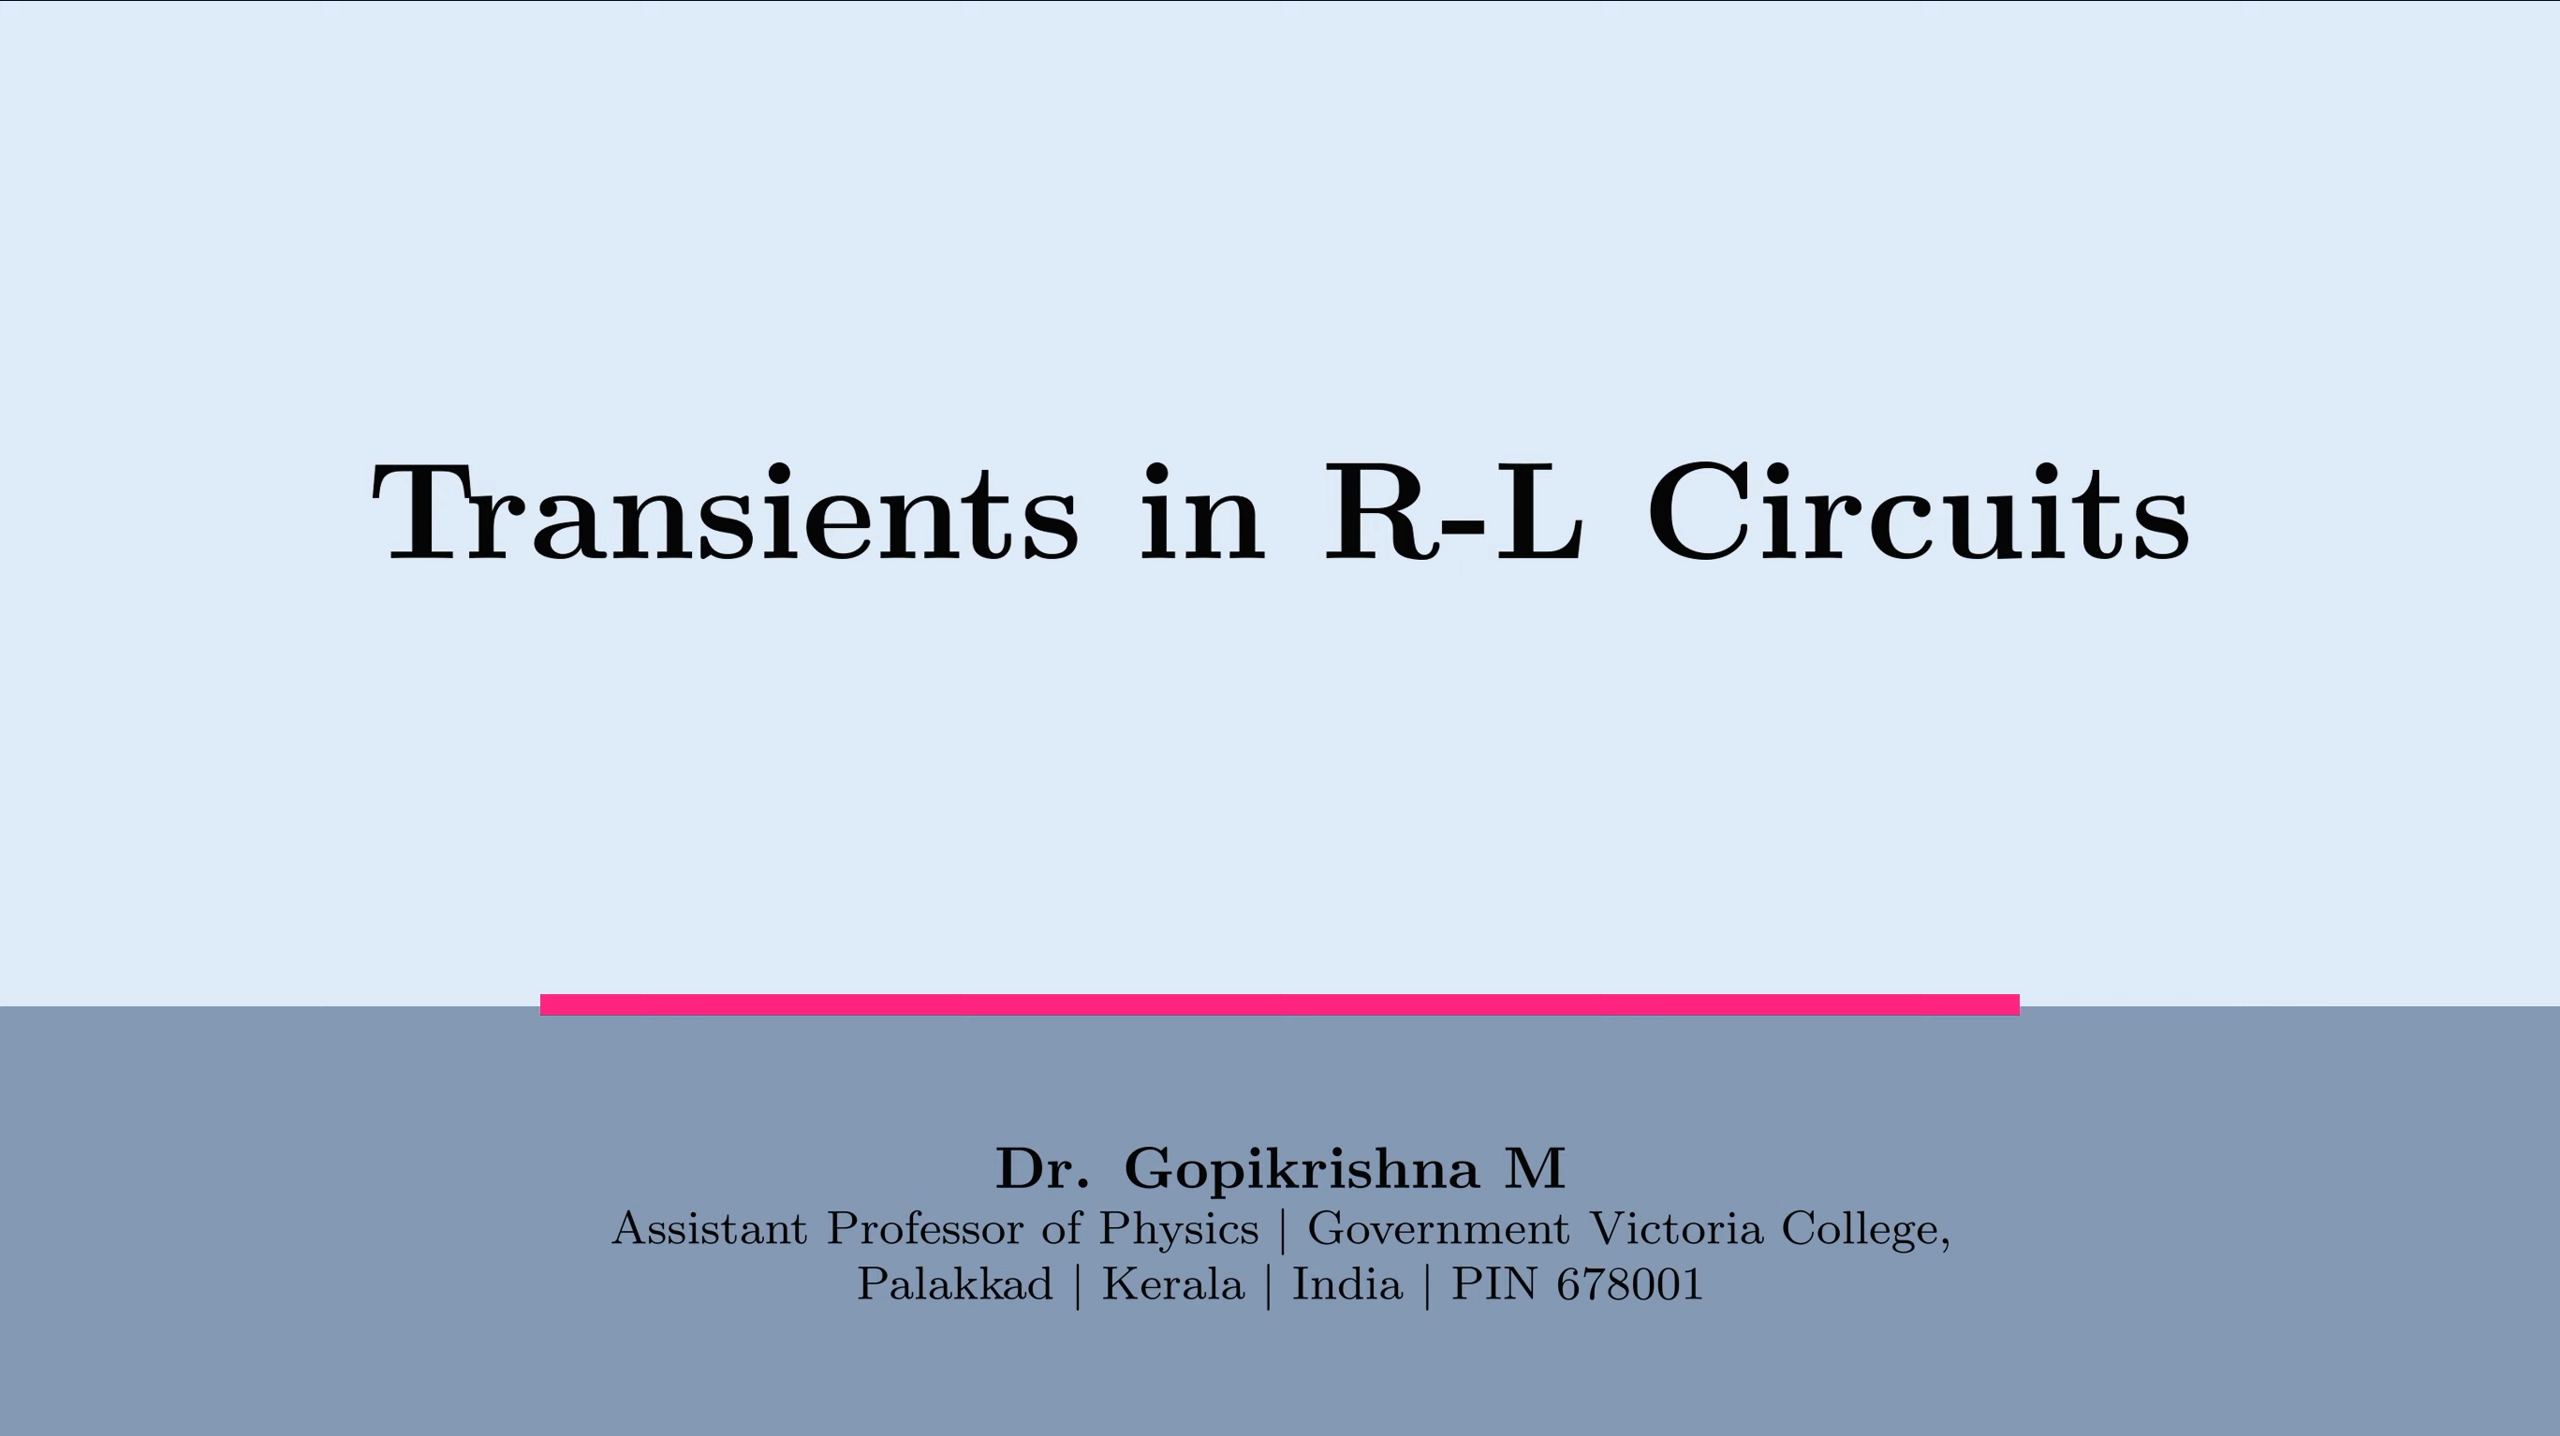 Transients in R-L Circuits
Dr. Gopikrishna M
Assistant Professor of Physics | Government Victoria College,
Palakkad | Kerala | India | PIN 678001